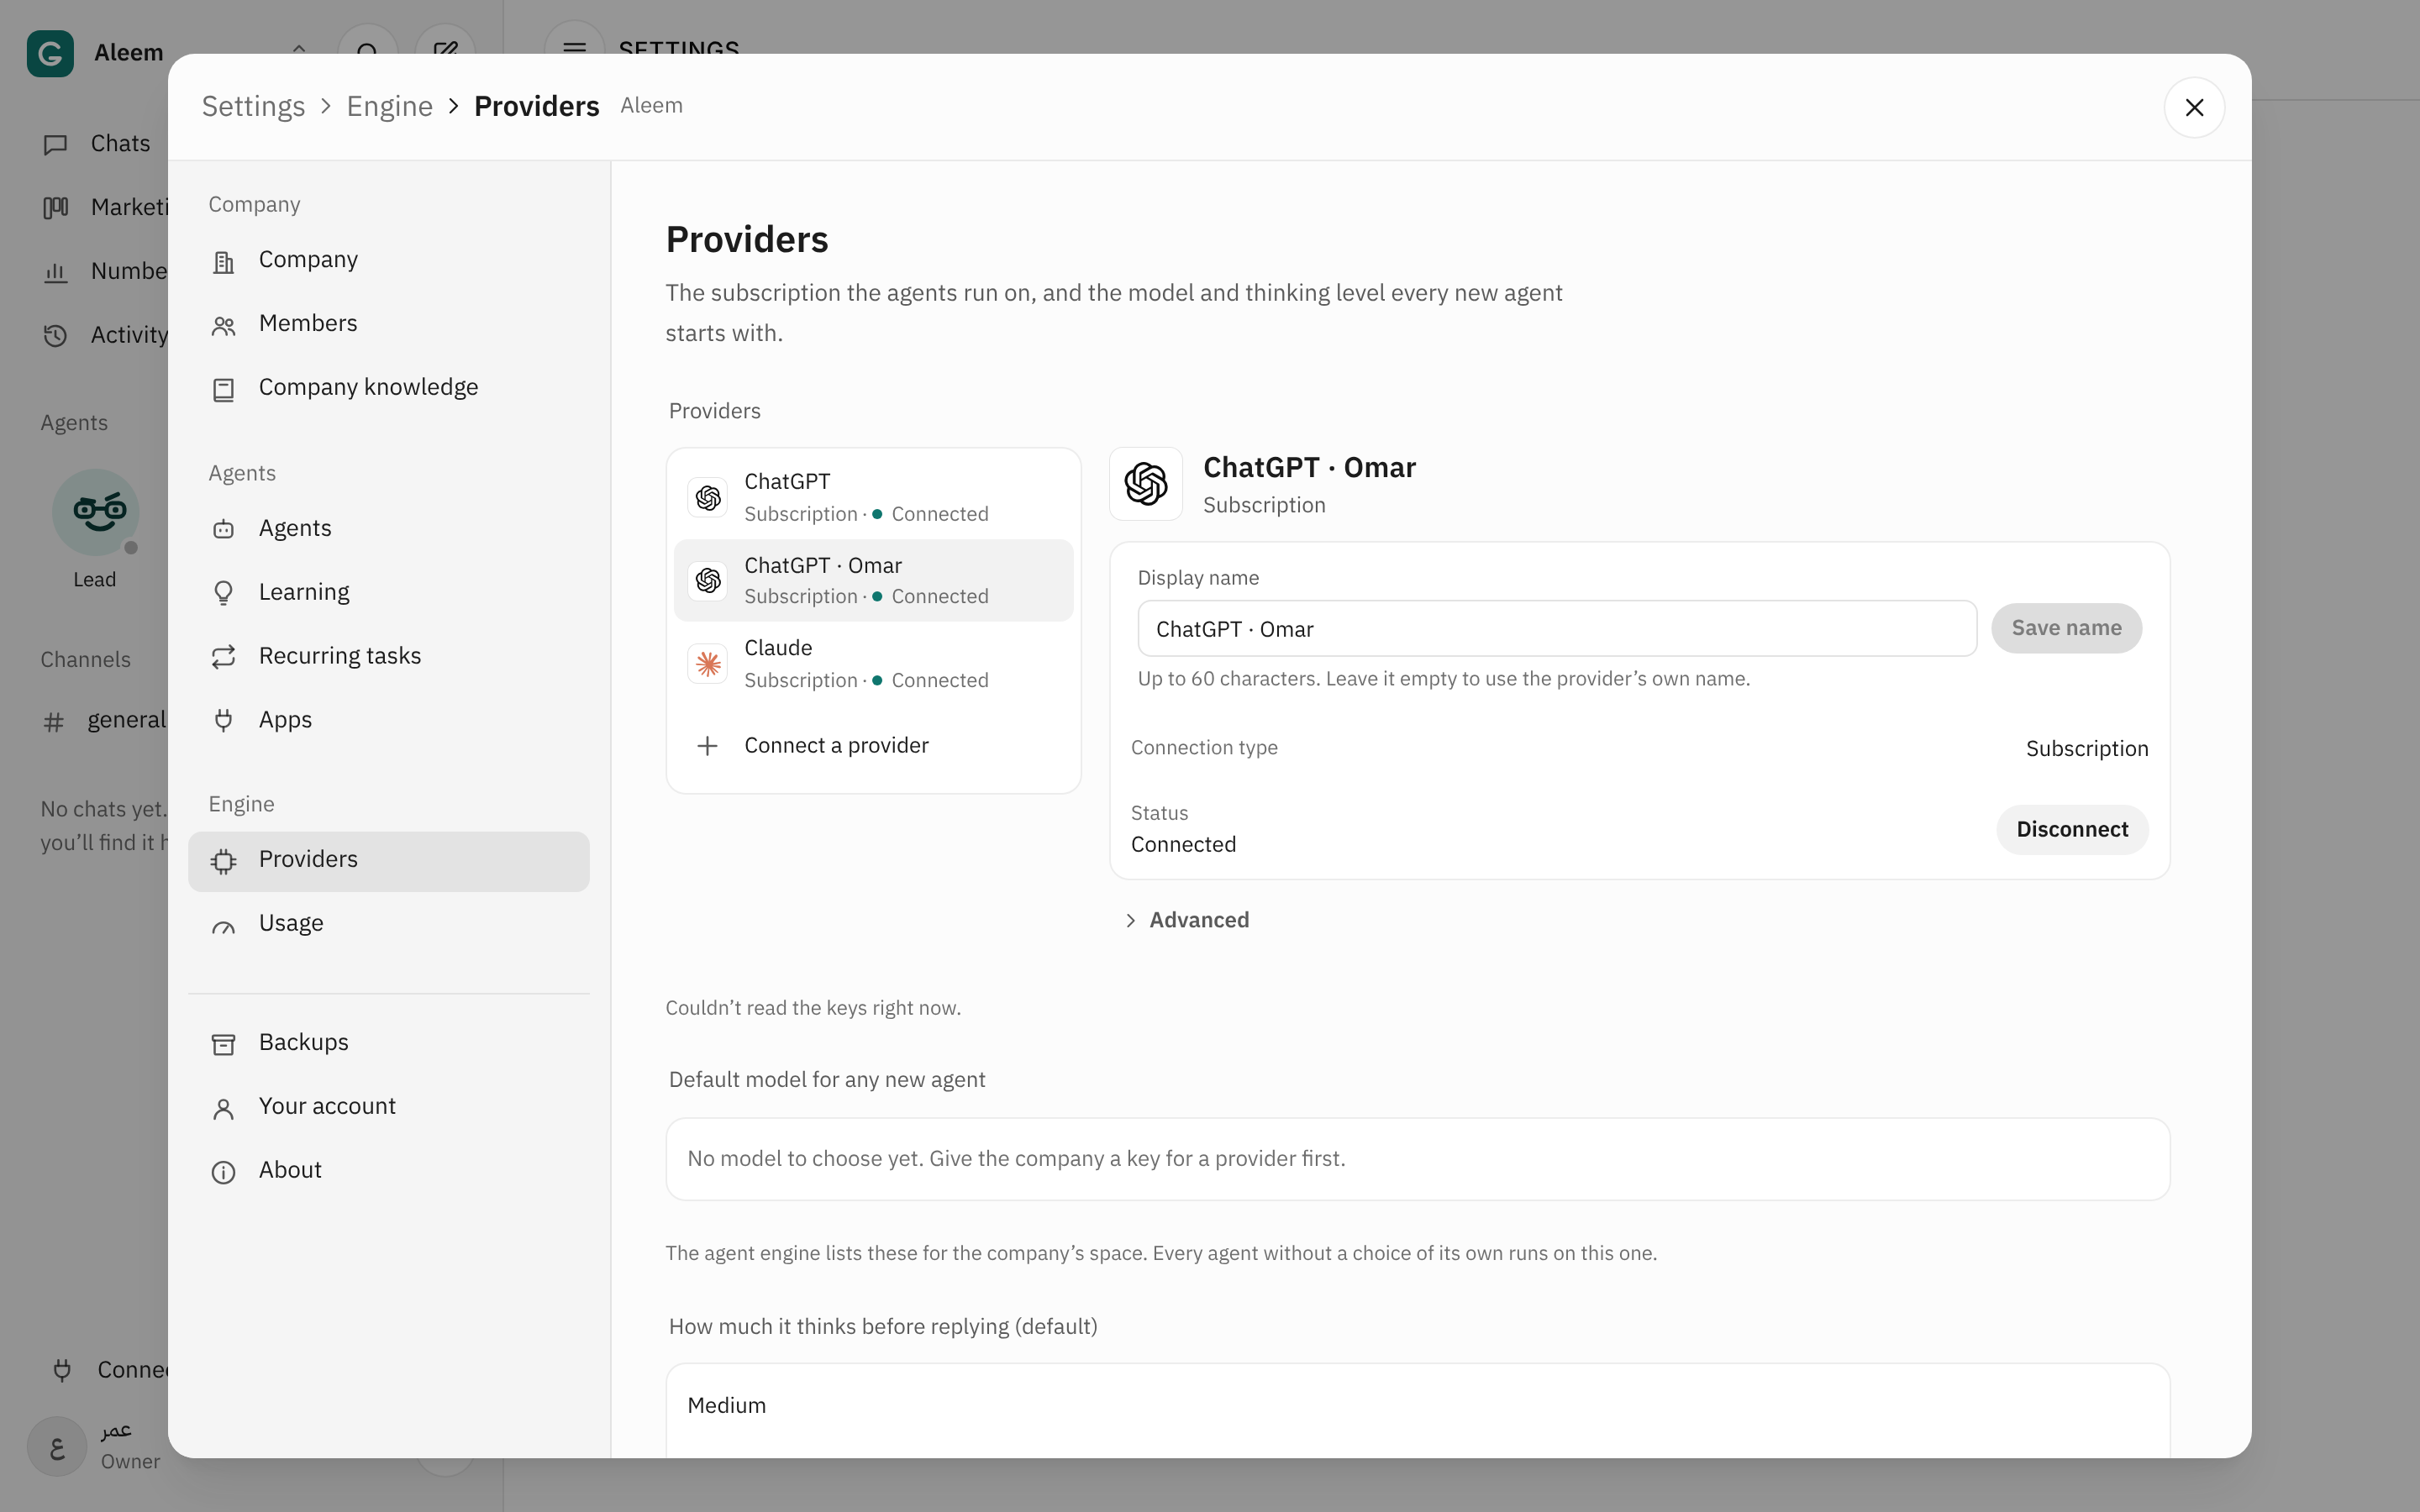 Aleem
SETTINGS
Settings > Engine > Providers Aleem
Chats
Marketi
Numbe
Activity
Agents
Lead
Channels
# general
No chats yet.
you’ll find it h
Connec
ع
عمر
Owner
Company
Company
Members
Company knowledge
Agents
Agents
Learning
Recurring tasks
Apps
Engine
Providers
Usage
Backups
Your account
About
Providers
The subscription the agents run on, and the model and thinking level every new agent
starts with.
Providers
ChatGPT
Subscription · Connected
ChatGPT · Omar
Subscription · Connected
Claude
Subscription · Connected
+ Connect a provider
ChatGPT · Omar
Subscription
Display name
ChatGPT · Omar
Save name
Up to 60 characters. Leave it empty to use the provider’s own name.
Connection type
Subscription
Status
Connected
Disconnect
> Advanced
Couldn’t read the keys right now.
Default model for any new agent
No model to choose yet. Give the company a key for a provider first.
The agent engine lists these for the company’s space. Every agent without a choice of its own runs on this one.
How much it thinks before replying (default)
Medium